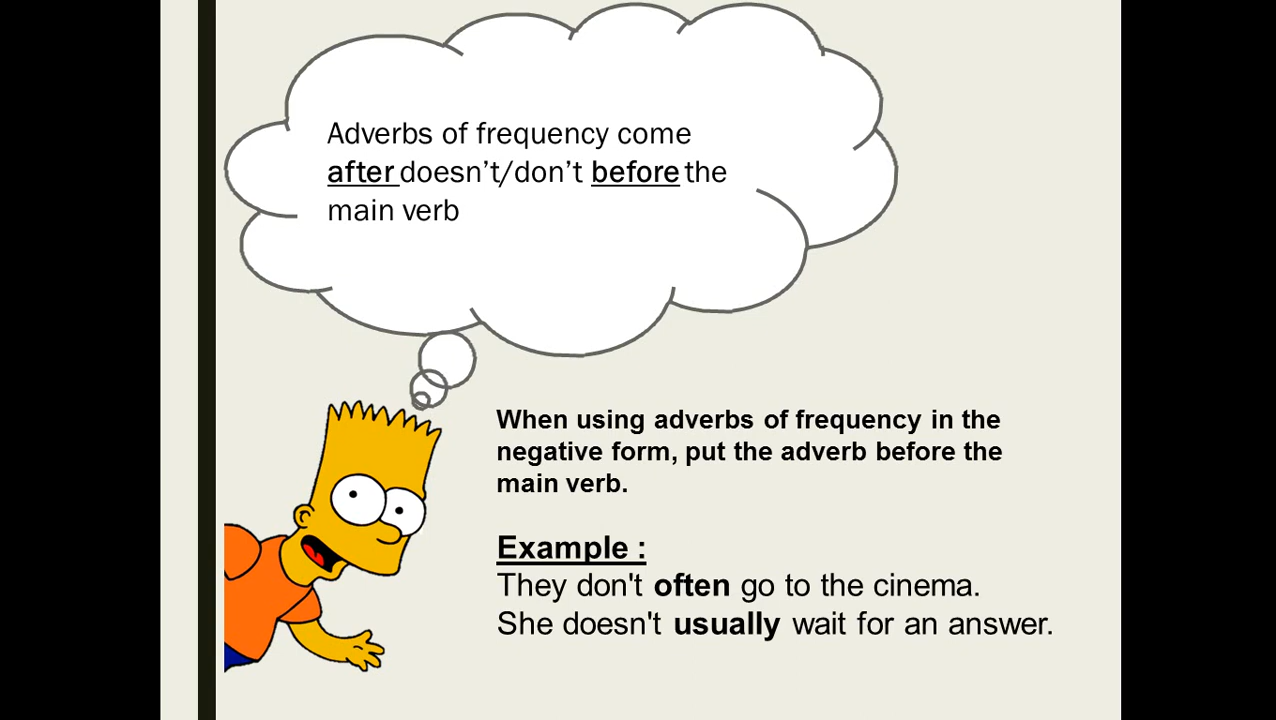 Adverbs of frequency come
after doesn’t/don’t before the
main verb
When using adverbs of frequency in the
negative form, put the adverb before the
main verb.
Example :
They don't often go to the cinema.
She doesn't usually wait for an answer.